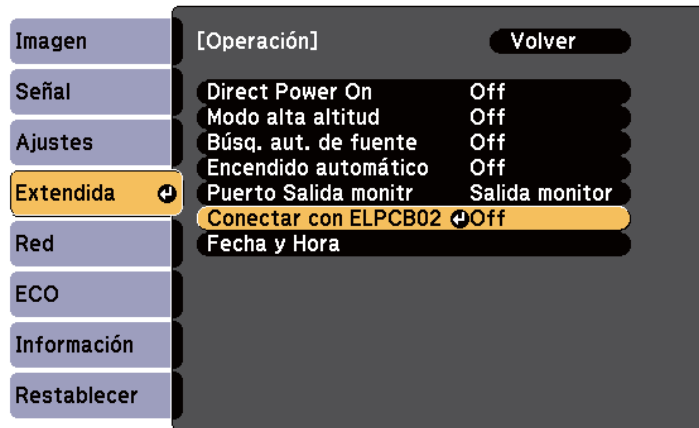 Imagen
Señal
Ajustes
Extendida
Red
ECO
Información
Restablecer
[Operación] Volver
Direct Power On Off
Modo alta altitud Off
Búsq. aut. de fuente Off
Encendido automático Off
Puerto Salida monitr Salida monitor
Conectar con ELPCB02 Off
Fecha y Hora